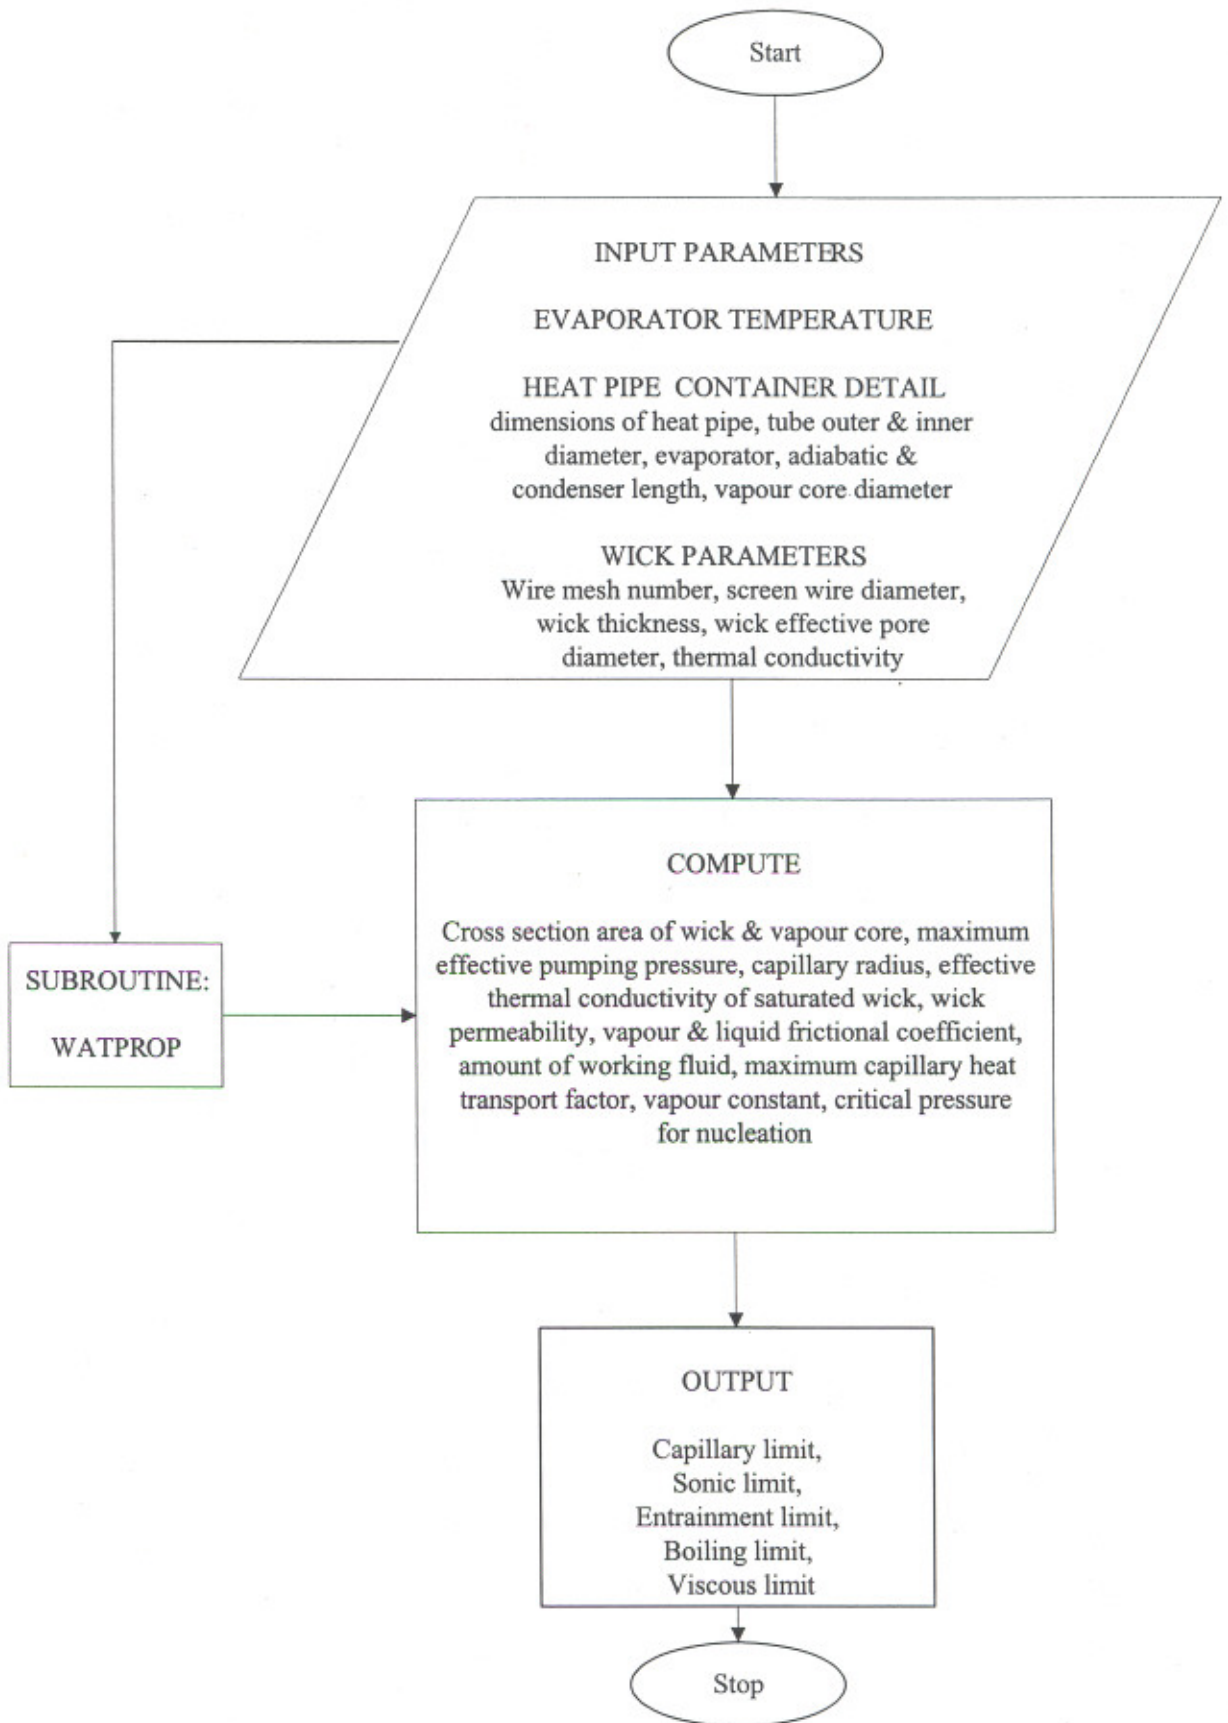 Start
INPUT PARAMETERS
EVAPORATOR TEMPERATURE
HEAT PIPE CONTAINER DETAIL
dimensions of heat pipe, tube outer & inner
diameter, evaporator, adiabatic &
condenser length, vapour core diameter
WICK PARAMETERS
Wire mesh number, screen wire diameter,
wick thickness, wick effective pore
diameter, thermal conductivity
COMPUTE
Cross section area of wick & vapour core, maximum
effective pumping pressure, capillary radius, effective
thermal conductivity of saturated wick, wick
permeability, vapour & liquid frictional coefficient,
amount of working fluid, maximum capillary heat
transport factor, vapour constant, critical pressure
for nucleation
SUBROUTINE:
WATPROP
OUTPUT
Capillary limit,
Sonic limit,
Entrainment limit,
Boiling limit,
Viscous limit
Stop